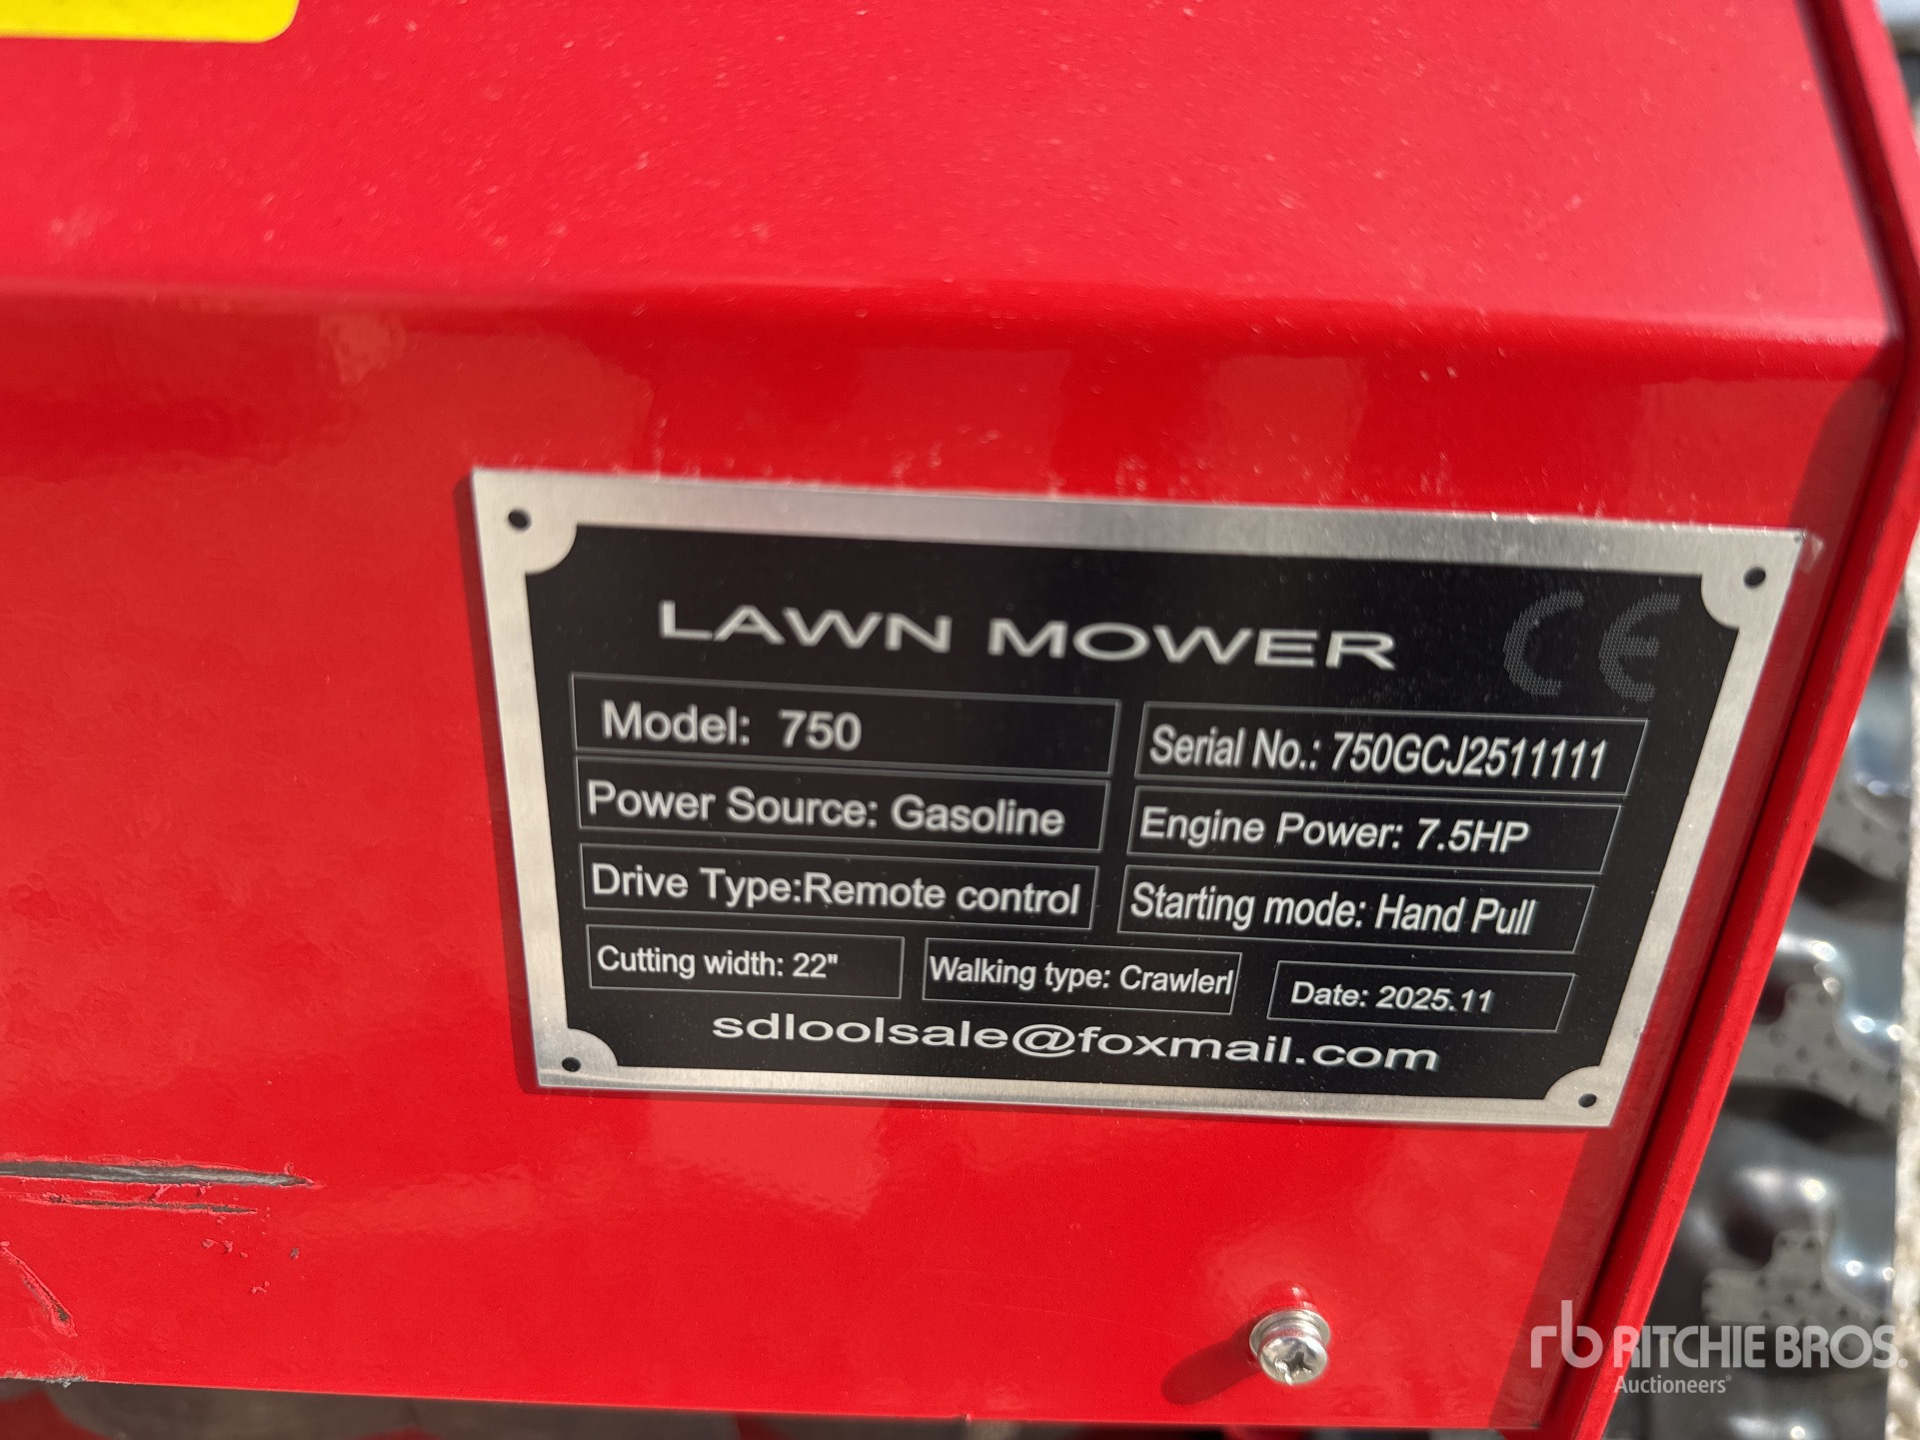 LAWN MOWER
CE
Model: 750
Serial No.: 750GCJ2511111
Power Source: Gasoline
Engine Power: 7.5HP
Drive Type:Remote control
Starting mode: Hand Pull
Cutting width: 22"
Walking type: Crawlerl
Date: 2025.11
sdloolsale@foxmail.com
rb RITCHIE BROS.
Auctioneers